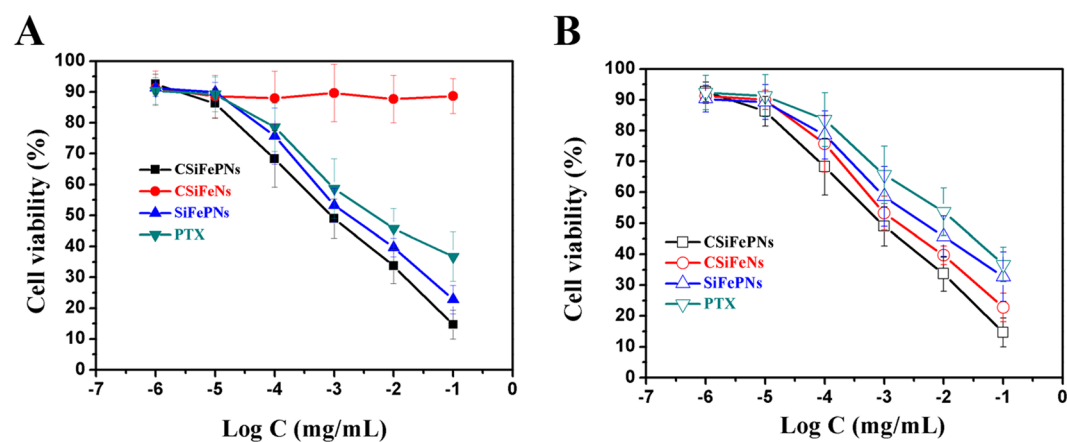 A
100
90
80
70
60
50
40
30
20
10
0
Cell viability (%)
CSiFePNs
CSiFeNs
SiFePNs
PTX
-7 -6 -5 -4 -3 -2 -1 0
Log C (mg/mL)
B
100
90
80
70
60
50
40
30
20
10
0
Cell viability (%)
CSiFePNs
CSiFeNs
SiFePNs
PTX
-7 -6 -5 -4 -3 -2 -1 0
Log C (mg/mL)